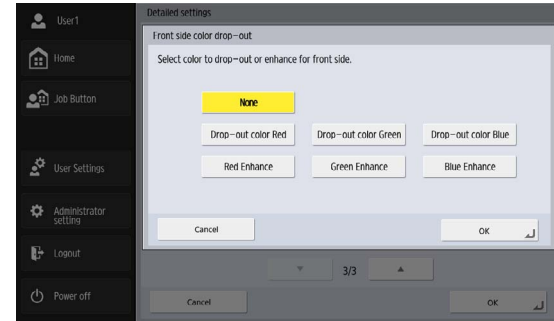 User1
Home
Job Button
User Settings
Administrator
setting
Logout
Power off
Detailed settings
Front side color drop-out
Select color to drop-out or enhance for front side.
None
Drop-out color Red
Drop-out color Green
Drop-out color Blue
Red Enhance
Green Enhance
Blue Enhance
Cancel
OK
3/3
Cancel
OK